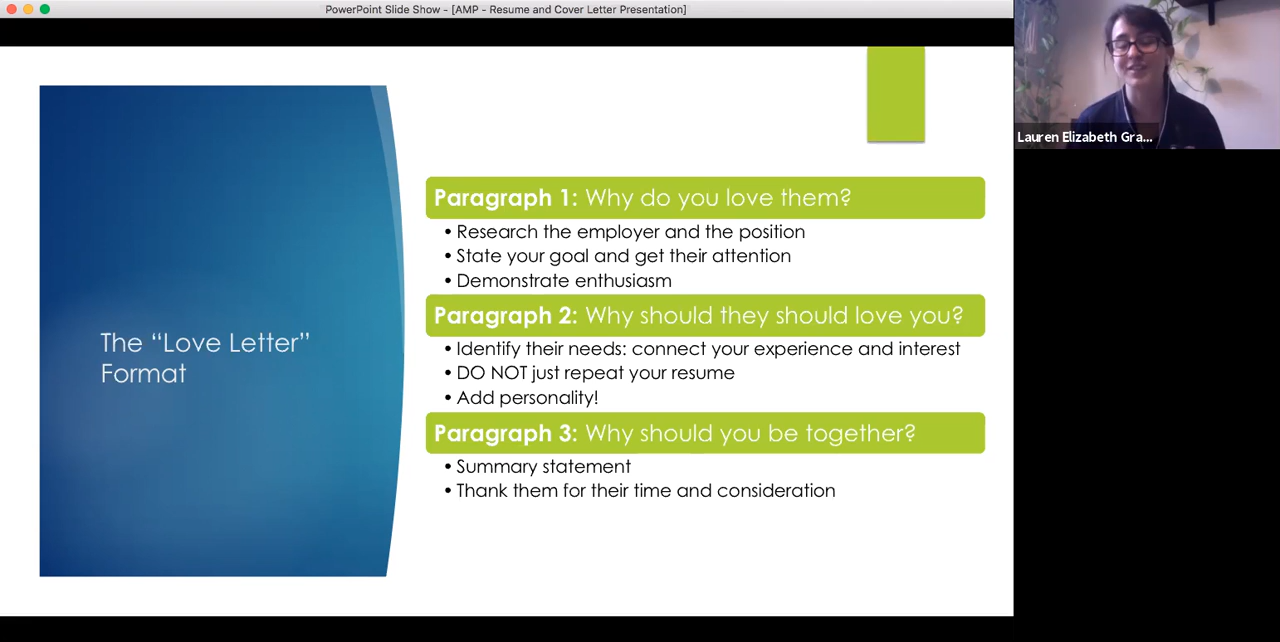 PowerPoint Slide Show - [AMP - Resume and Cover Letter Presentation]
The “Love Letter”
Format
Paragraph 1: Why do you love them?
• Research the employer and the position
• State your goal and get their attention
• Demonstrate enthusiasm
Paragraph 2: Why should they should love you?
• Identify their needs: connect your experience and interest
• DO NOT just repeat your resume
• Add personality!
Paragraph 3: Why should you be together?
• Summary statement
• Thank them for their time and consideration
Lauren Elizabeth Gra...